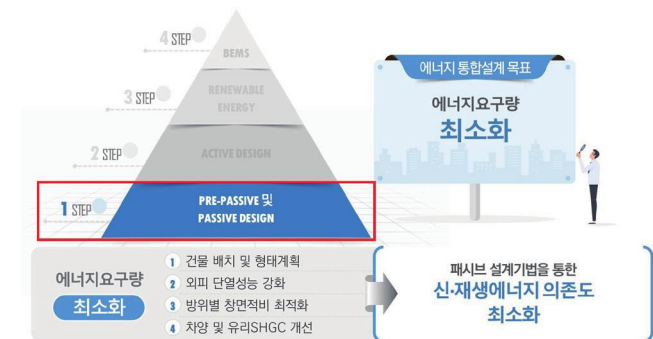 4 STEP
BEMS
3 STEP
RENEWABLE
ENERGY
2 STEP
ACTIVE DESIGN
1 STEP
PRE-PASSIVE 및
PASSIVE DESIGN
에너지 통합설계 목표
에너지요구량
최소화
에너지요구량
최소화
1 건물 배치 및 형태계획
2 외피 단열성능 강화
3 방위별 창면적비 최적화
4 차양 및 유리SHGC 개선
패시브 설계기법을 통한
신·재생에너지 의존도
최소화